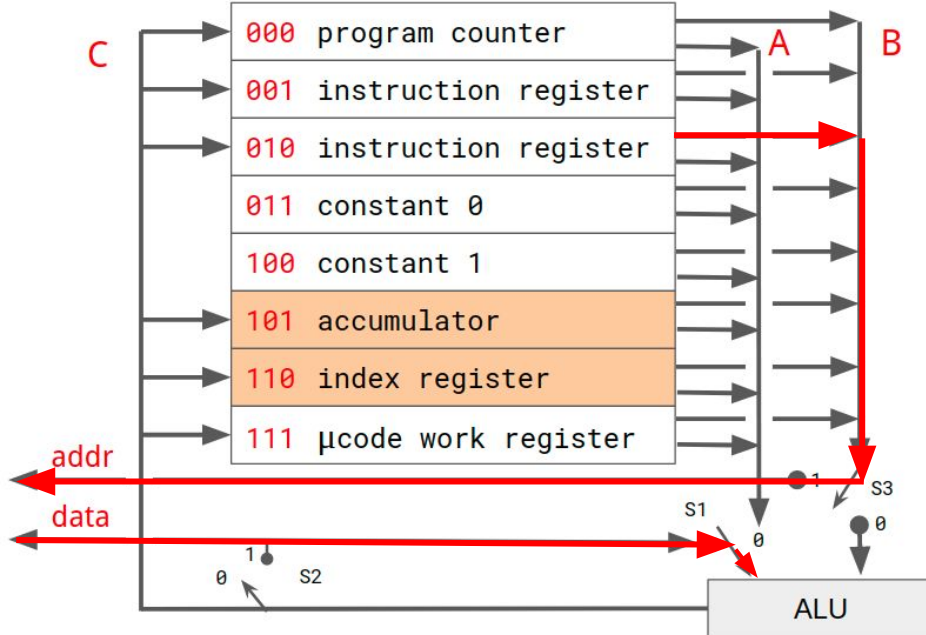 C
000 program counter
A
B
001 instruction register
010 instruction register
011 constant 0
100 constant 1
101 accumulator
110 index register
111 μcode work register
addr
1
S3
data
S1
0
0
1
0
S2
ALU